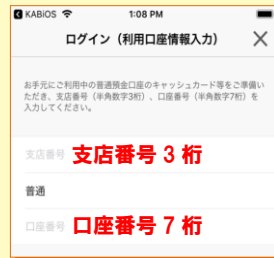 KABiOS 1:08 PM
ログイン（利用口座情報入力） ×
お手元にご利用中の普通預金口座のキャッシュカード等をご準備い
ただき、支店番号（半角数字3桁）、口座番号（半角数字7桁）を
入力してください。
支店番号 支店番号 3 桁
普通
口座番号 口座番号 7 桁